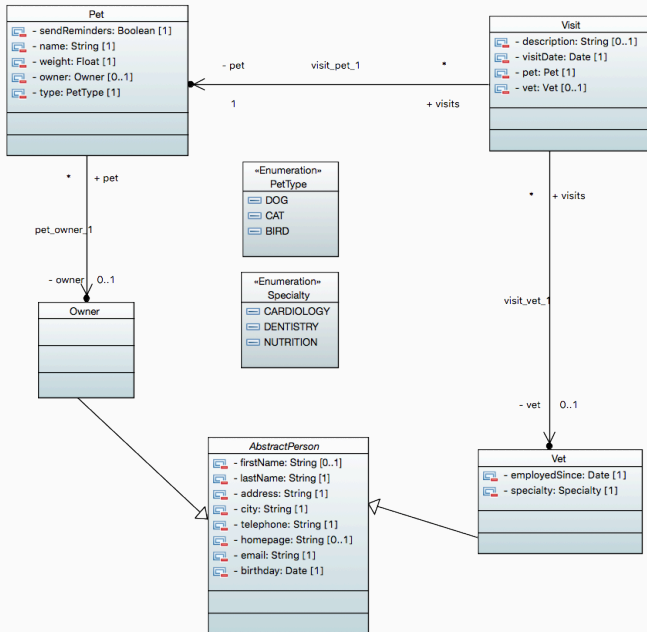 Pet
- sendReminders: Boolean [1]
- name: String [1]
- weight: Float [1]
- owner: Owner [0..1]
- type: PetType [1]
Visit
- description: String [0..1]
- visitDate: Date [1]
- pet: Pet [1]
- vet: Vet [0..1]
- pet visit_pet_1 *
1 + visits
* + pet
pet_owner_1
- owner 0..1
«Enumeration»
PetType
DOG
CAT
BIRD
* + visits
visit_vet_1
- vet 0..1
«Enumeration»
Specialty
CARDIOLOGY
DENTISTRY
NUTRITION
Owner
AbstractPerson
- firstName: String [0..1]
- lastName: String [1]
- address: String [1]
- city: String [1]
- telephone: String [1]
- homepage: String [0..1]
- email: String [1]
- birthday: Date [1]
Vet
- employedSince: Date [1]
- specialty: Specialty [1]